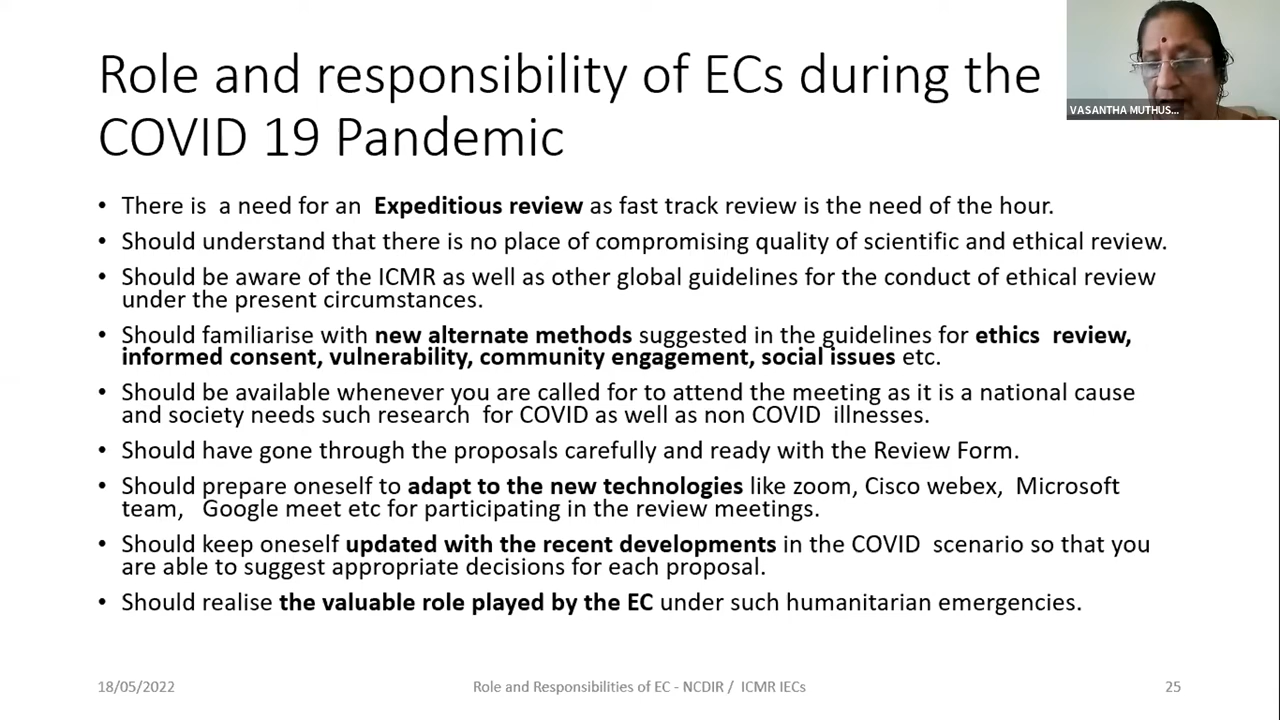 Role and responsibility of ECs during the
COVID 19 Pandemic
VASANTHA MUTHUS...
• There is a need for an Expeditious review as fast track review is the need of the hour.
• Should understand that there is no place of compromising quality of scientific and ethical review.
• Should be aware of the ICMR as well as other global guidelines for the conduct of ethical review
under the present circumstances.
• Should familiarise with new alternate methods suggested in the guidelines for ethics review,
informed consent, vulnerability, community engagement, social issues etc.
• Should be available whenever you are called for to attend the meeting as it is a national cause
and society needs such research for COVID as well as non COVID illnesses.
• Should have gone through the proposals carefully and ready with the Review Form.
• Should prepare oneself to adapt to the new technologies like zoom, Cisco webex, Microsoft
team, Google meet etc for participating in the review meetings.
• Should keep oneself updated with the recent developments in the COVID scenario so that you
are able to suggest appropriate decisions for each proposal.
• Should realise the valuable role played by the EC under such humanitarian emergencies.
18/05/2022
Role and Responsibilities of EC - NCDIR / ICMR IECs
25